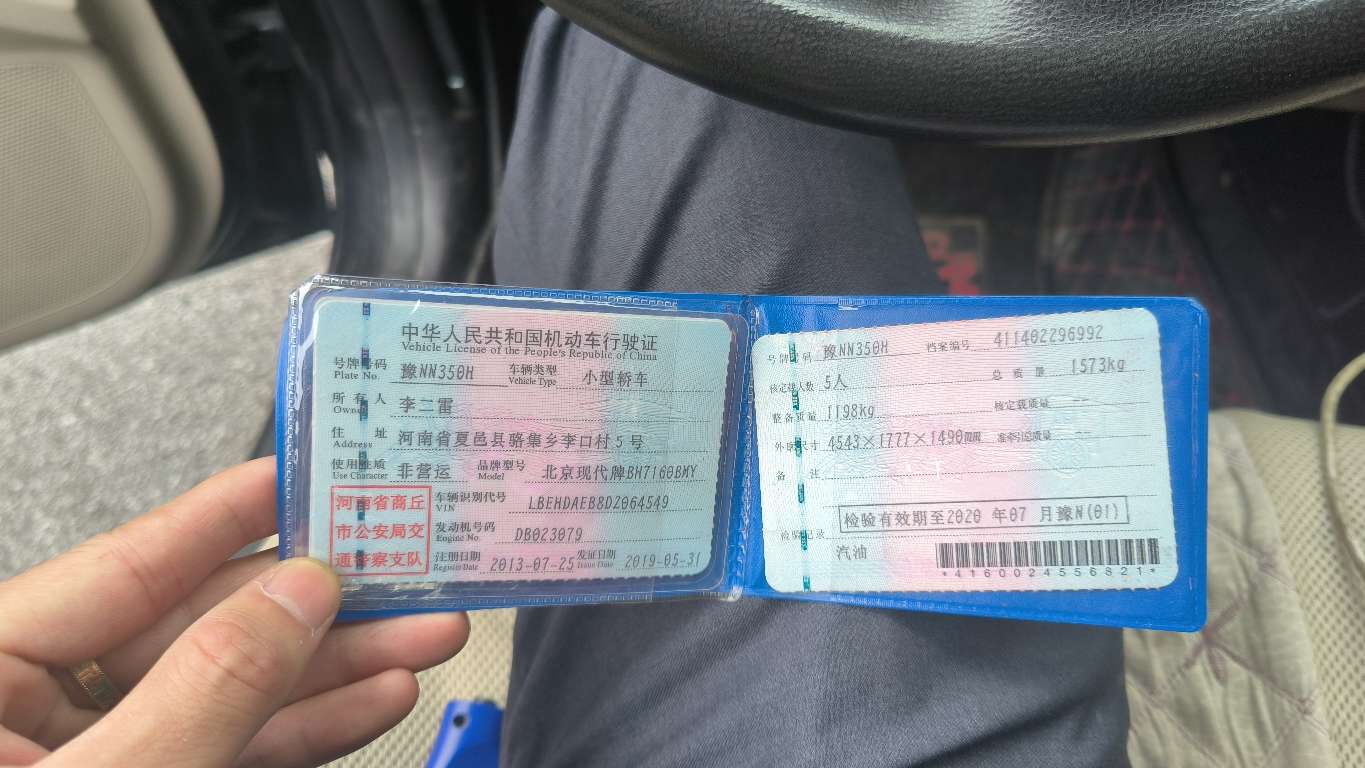 中华人民共和国机动车行驶证
Vehicle License of the People's Republic of China
号牌号码 豫NN350H 车辆类型 小型轿车
Plate No. Vehicle Type
所有人 李二雷
Owner
住址 河南省夏邑县骆集乡李口村5号
Address
使用性质 非营运 品牌型号 北京现代牌BH7160BMY
Use Character Model
河南省商丘
市公安局交
通警察支队
车辆识别代号 LBEHDAEB8DZ064549
VIN
发动机号码 DB023079
Engine No.
注册日期 2013-07-25 发证日期 2019-05-31
Register Date Issue Date
号牌号码 豫NN350H 档案编号 411402296992
核定载人数 5人 总质量 1573kg
整备质量 1198kg 核定载质量 --
外廓尺寸 4543×1777×1490mm 准牵引总质量 --
备注
检验有效期至2020 年07 月豫N(01)
检验记录
汽油
*4160024556821*